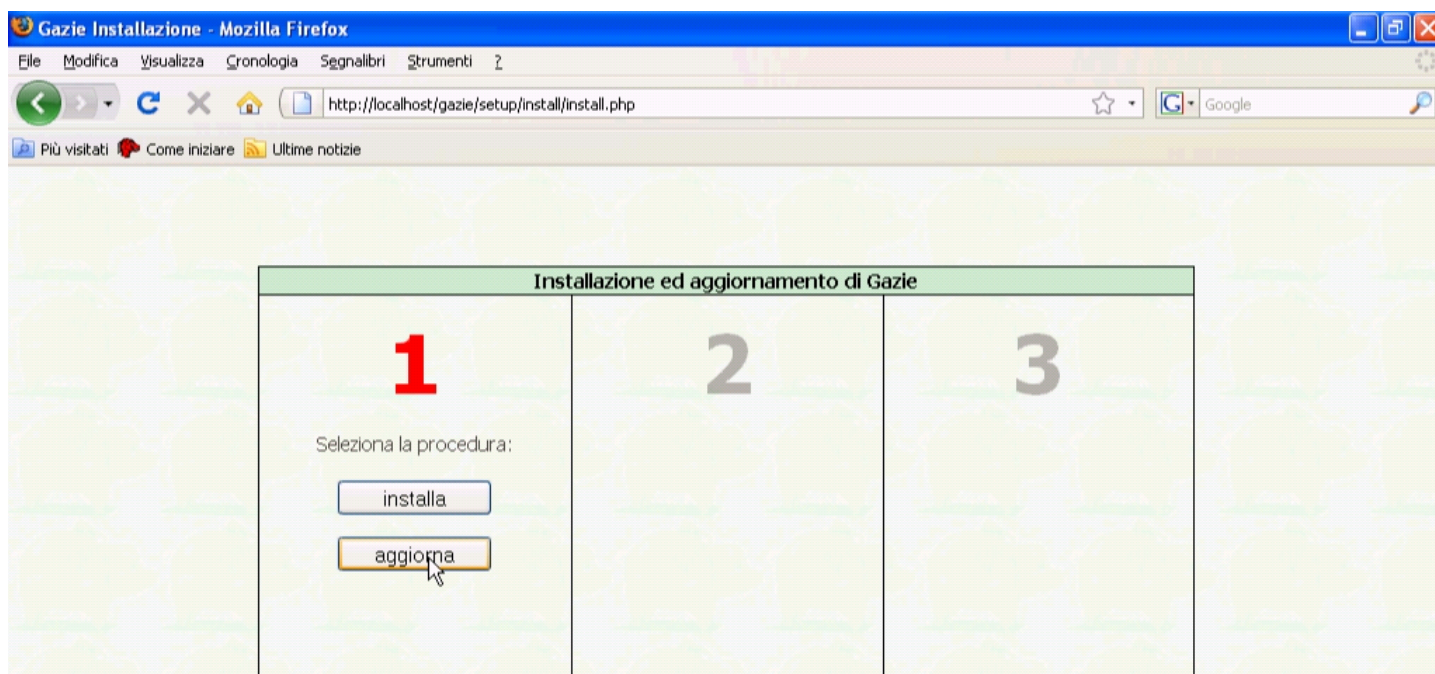 Gazie Installazione - Mozilla Firefox
File Modifica Visualizza Cronologia Segnalibri Strumenti ?
http://localhost/gazie/setup/install/install.php G Google
Più visitati Come iniziare Ultime notizie
Installazione ed aggiornamento di Gazie
1 2 3
Seleziona la procedura:
installa
aggiorna